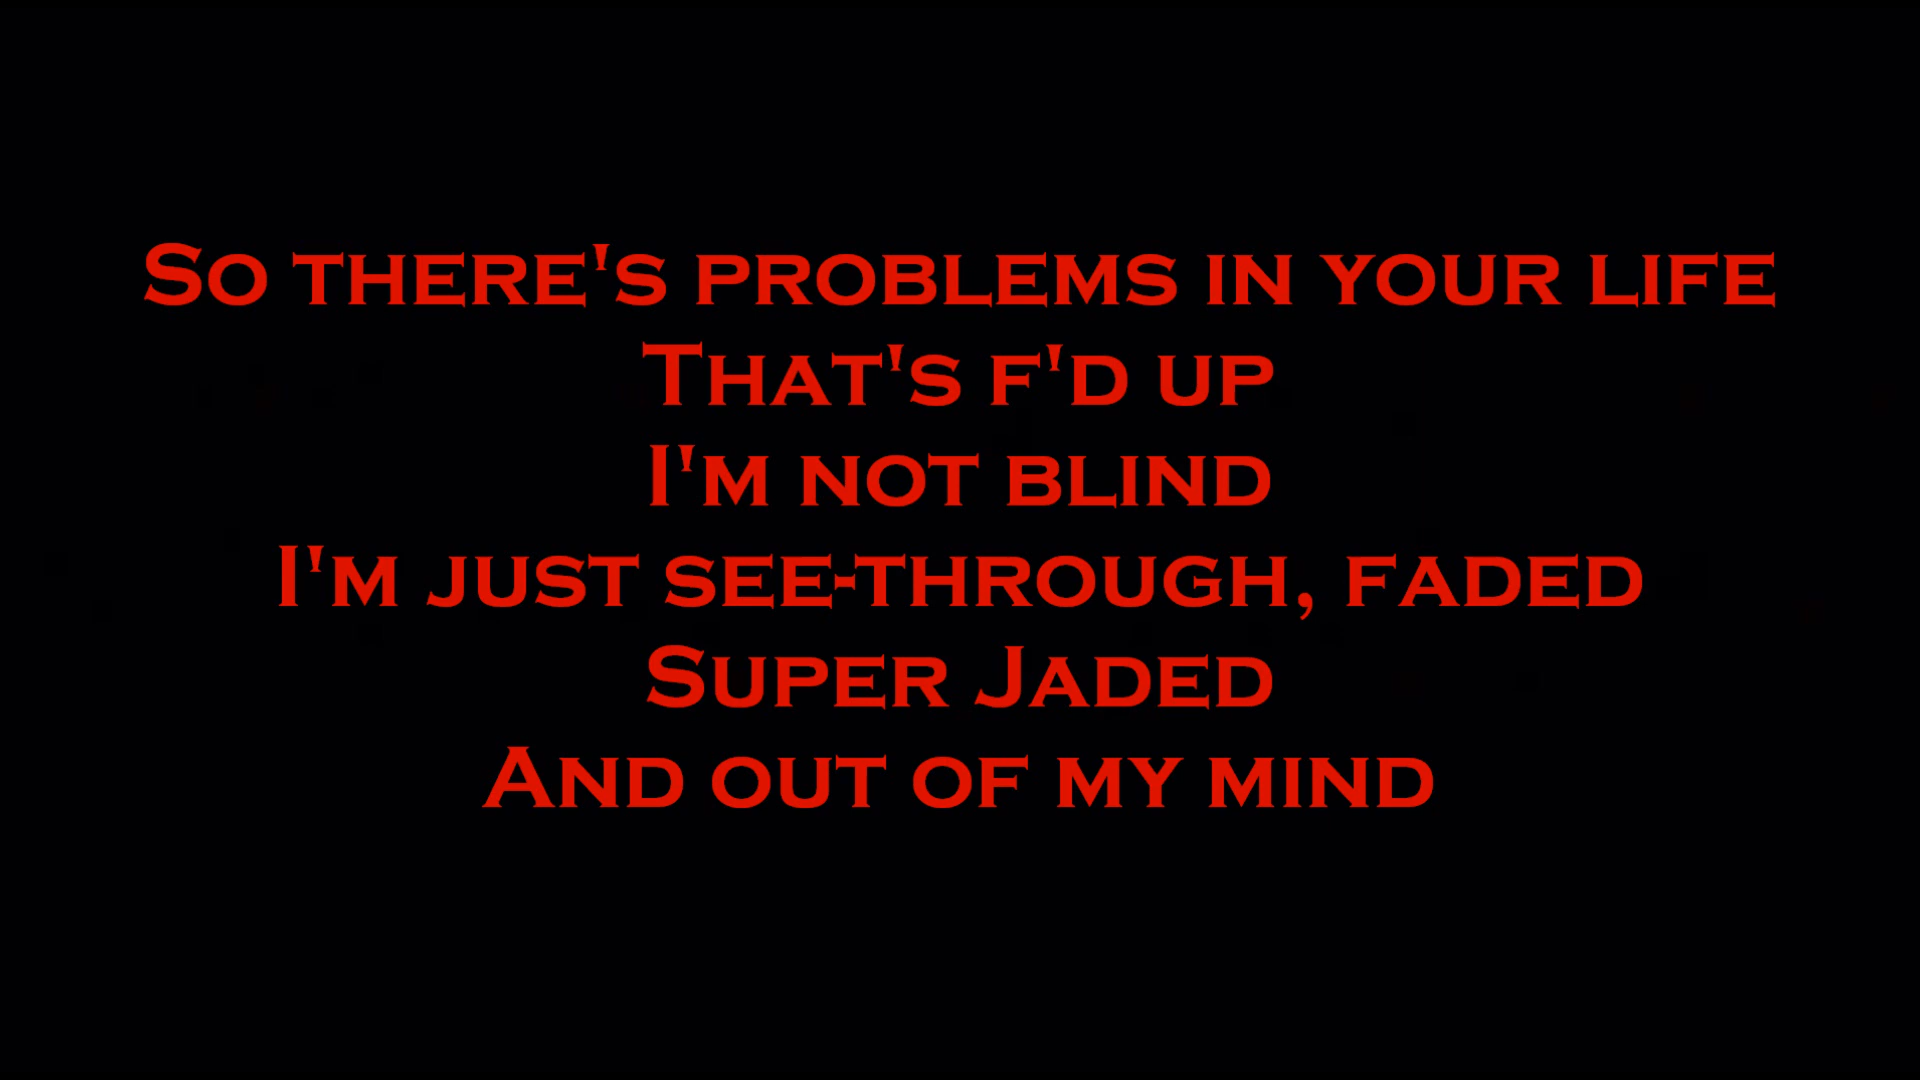 So there's problems in your life
That's f'd up
I'm not blind
I'm just see-through, faded
Super Jaded
And out of my mind